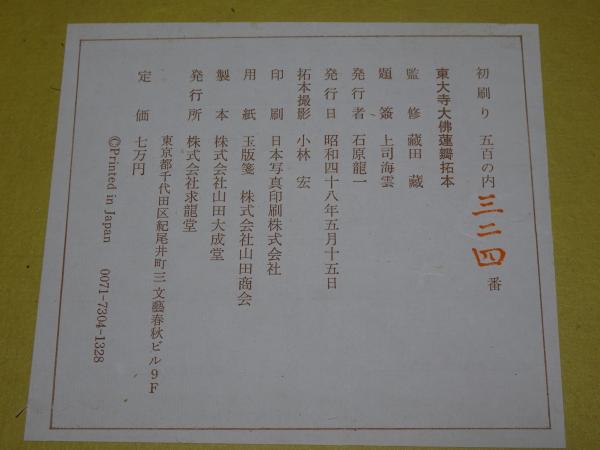 初刷り 五百の内 三二四 番
東大寺大佛蓮瓣拓本
監修 藏田 藏
題簽 上司海雲
発行者 石原龍一
発行日 昭和四十八年五月十五日
拓本撮影 小林 宏
印刷 日本写真印刷株式会社
用紙 玉版箋 株式会社山田商会
製本 株式会社山田大成堂
発行所 株式会社求龍堂
東京都千代田区紀尾井町三 文藝春秋ビル9F
定価 七万円
©Printed in Japan 0071-7304-1328